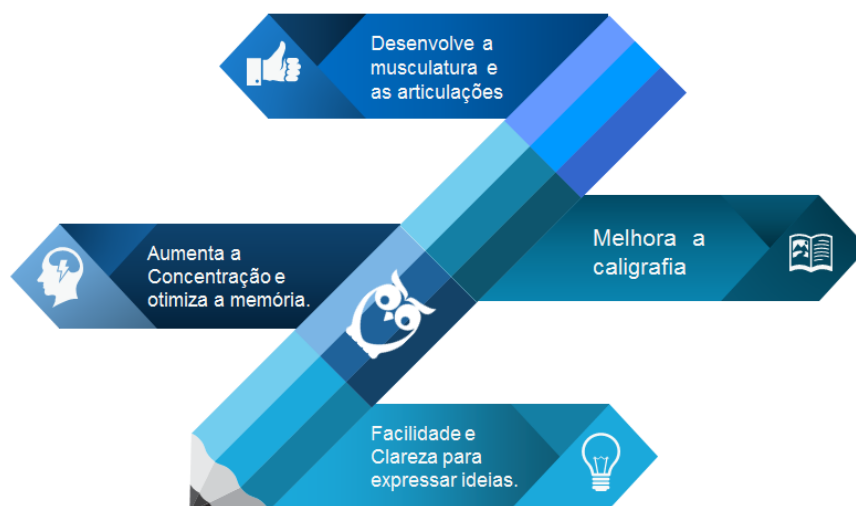 Desenvolve a
musculatura e
as articulações
Aumenta a
Concentração e
otimiza a memória.
Melhora a
caligrafia
Facilidade e
Clareza para
expressar ideias.